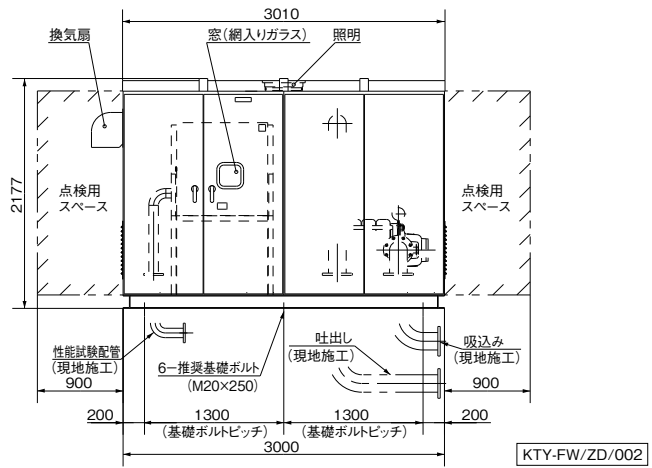 3010
換気扇
窓（網入りガラス）
照明
2177
点検用
スペース
点検用
スペース
性能試験配管
（現地施工）
6－推奨基礎ボルト
（M20×250）
吐出し
（現地施工）
吸込み
（現地施工）
900
900
200
1300
1300
200
（基礎ボルトピッチ）
（基礎ボルトピッチ）
3000
KTY-FW/ZD/002